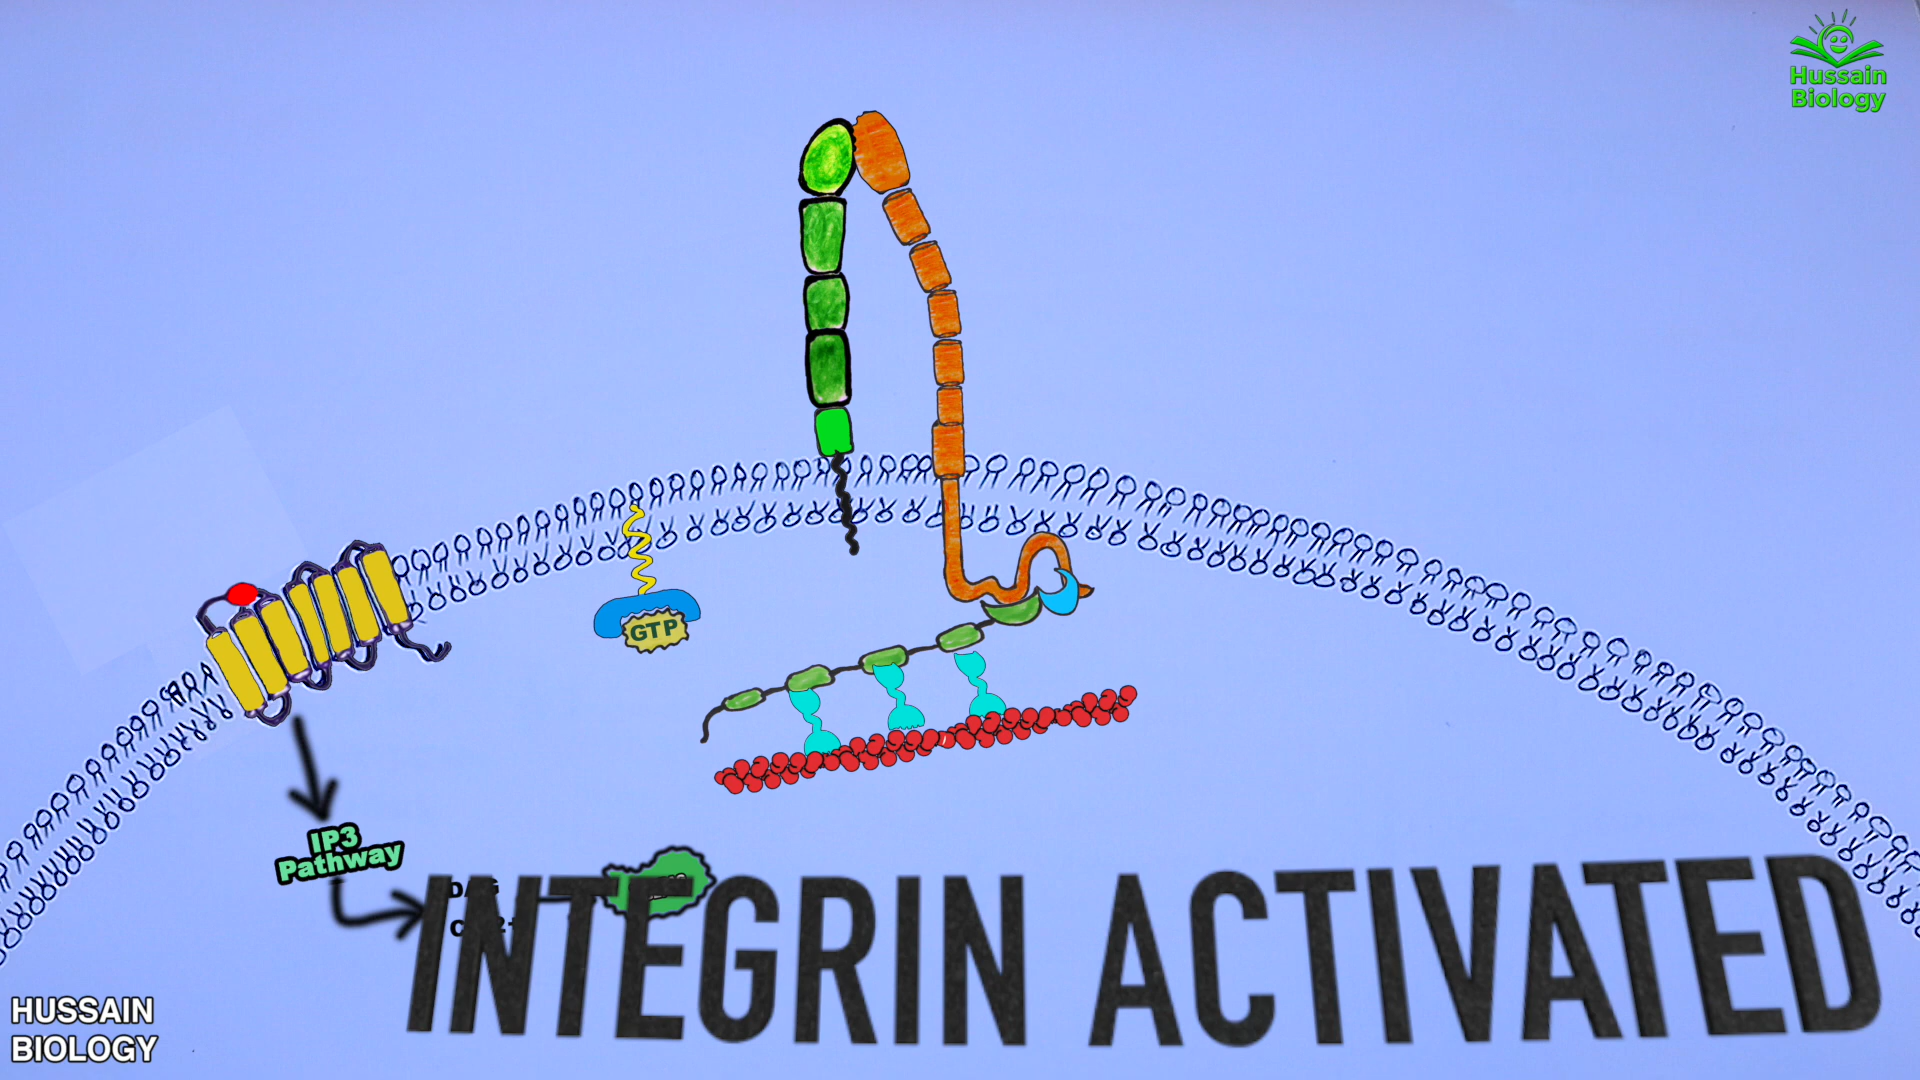 Hussain
Biology
GTP
IP3
Pathway
INTEGRIN ACTIVATED
HUSSAIN
BIOLOGY